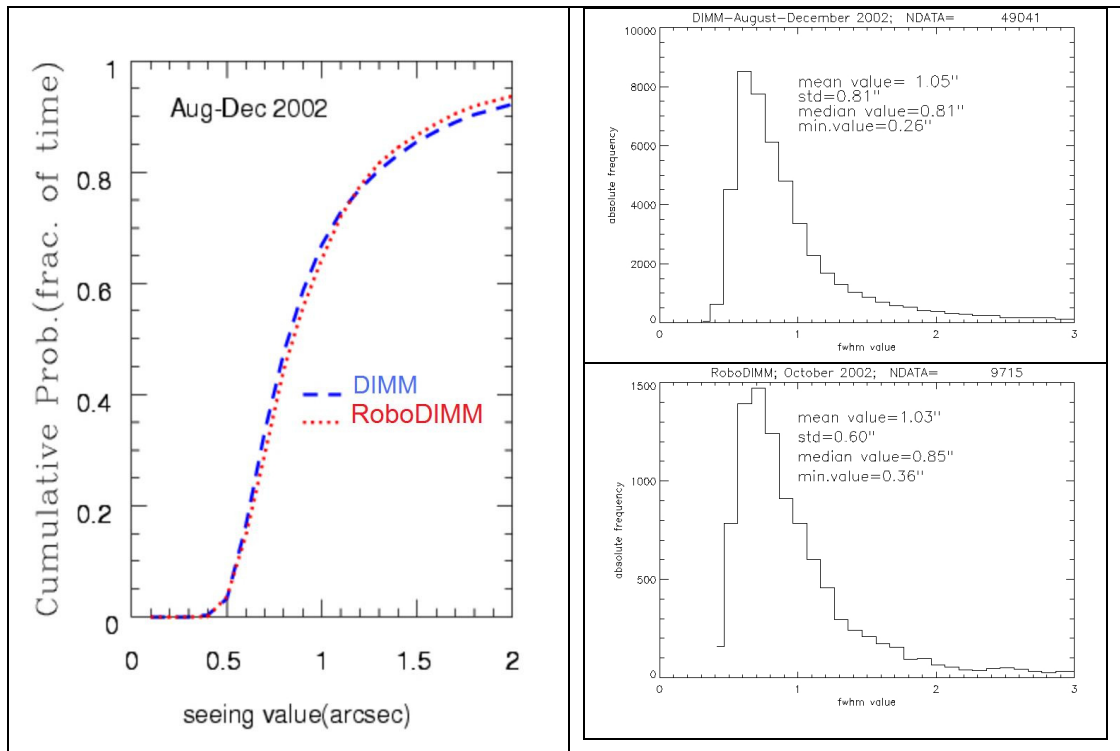 Cumulative Prob.(frac. of time)
1
0.8
0.6
0.4
0.2
0
Aug-Dec 2002
DIMM
RoboDIMM
0 0.5 1 1.5 2
seeing value(arcsec)
DIMM-August-December 2002; NDATA= 49041
absolute frequency
10000
8000
6000
4000
2000
0
mean value= 1.05"
std=0.81"
median value=0.81"
min.value=0.26"
0 1 2 3
fwhm value
RoboDIMM; October 2002; NDATA= 9715
absolute frequency
1500
1000
500
0
mean value=1.03"
std=0.60"
median value=0.85"
min.value=0.36"
0 1 2 3
fwhm value